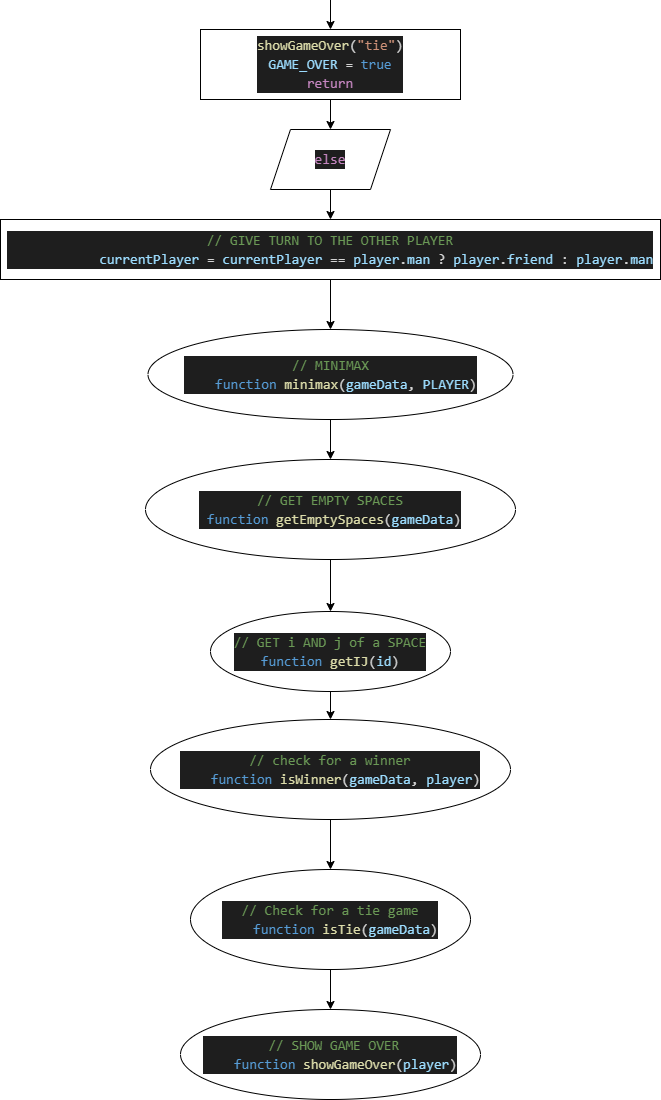 showGameOver("tie")
GAME_OVER = true
return
else
// GIVE TURN TO THE OTHER PLAYER
currentPlayer = currentPlayer == player.man ? player.friend : player.man
// MINIMAX
function minimax(gameData, PLAYER)
// GET EMPTY SPACES
function getEmptySpaces(gameData)
// GET i AND j of a SPACE
function getIJ(id)
// check for a winner
function isWinner(gameData, player)
// Check for a tie game
function isTie(gameData)
// SHOW GAME OVER
function showGameOver(player)